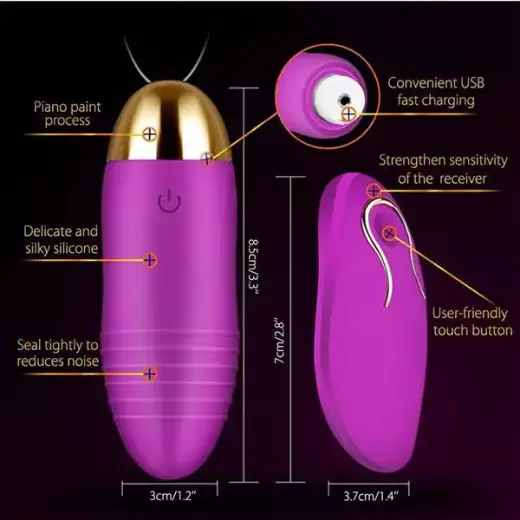 Convenient USB
fast charging
Piano paint
process
Strengthen sensitivity
of the receiver
Delicate and
silky silicone
8.5cm/3.3"
7cm/2.8"
User-friendly
touch button
Seal tightly to
reduces noise
3cm/1.2"
3.7cm/1.4"